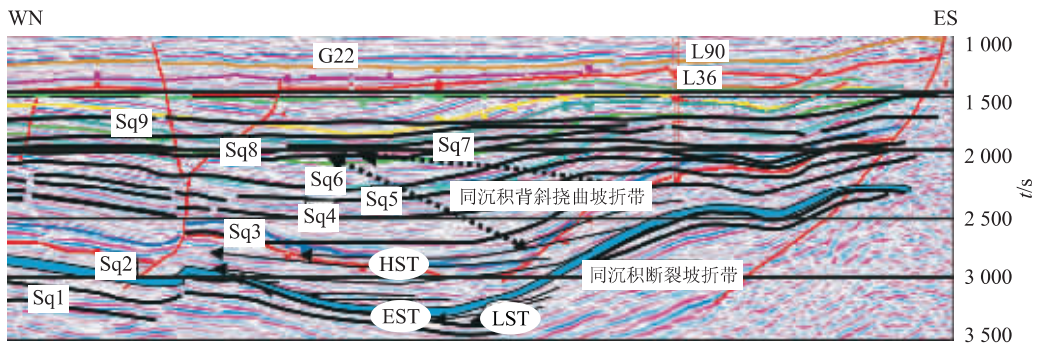 WN
ES
G22
L90
L36
Sq9
Sq8
Sq7
Sq6
Sq5
Sq4
Sq3
Sq2
Sq1
同沉积背斜挠曲坡折带
同沉积断裂坡折带
HST
EST
LST
1 000
1 500
2 000
2 500
3 000
3 500
t/s